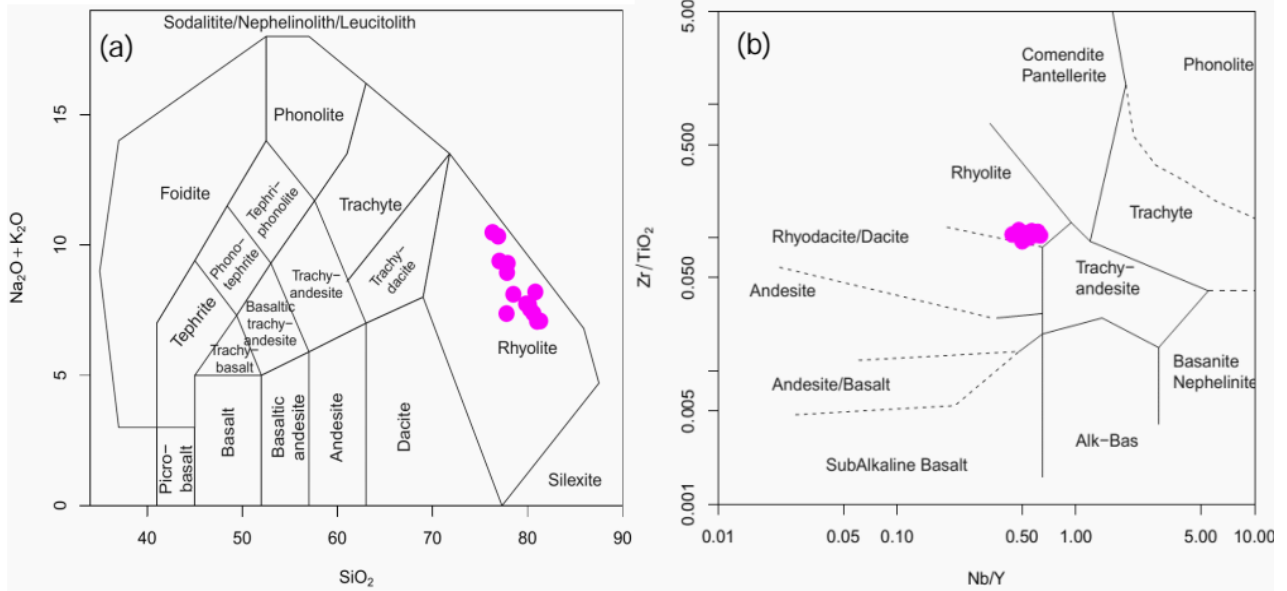 Sodalitite/Nephelinolith/Leucitolith
(a)
Phonolite
Foidite
Tephri−
phonolite
Trachyte
Phono−
tephrite
Trachy−
andesite
Trachy−
dacite
Tephrite
Basaltic
trachy−
andesite
Trachy−
basalt
Rhyolite
Picro−
basalt
Basalt
Basaltic
andesite
Andesite
Dacite
Silexite
Na2O + K2O
0
5
10
15
40
50
60
70
80
90
SiO2
(b)
Comendite
Pantellerite
Phonolite
Rhyolite
Trachyte
Rhyodacite/Dacite
Trachy−
andesite
Andesite
Basanite
Nephelinite
Andesite/Basalt
Alk−Bas
SubAlkaline Basalt
Zr/TiO2
5.00
0.500
0.050
0.005
0.001
0.01
0.05
0.10
0.50
1.00
5.00
10.00
Nb/Y